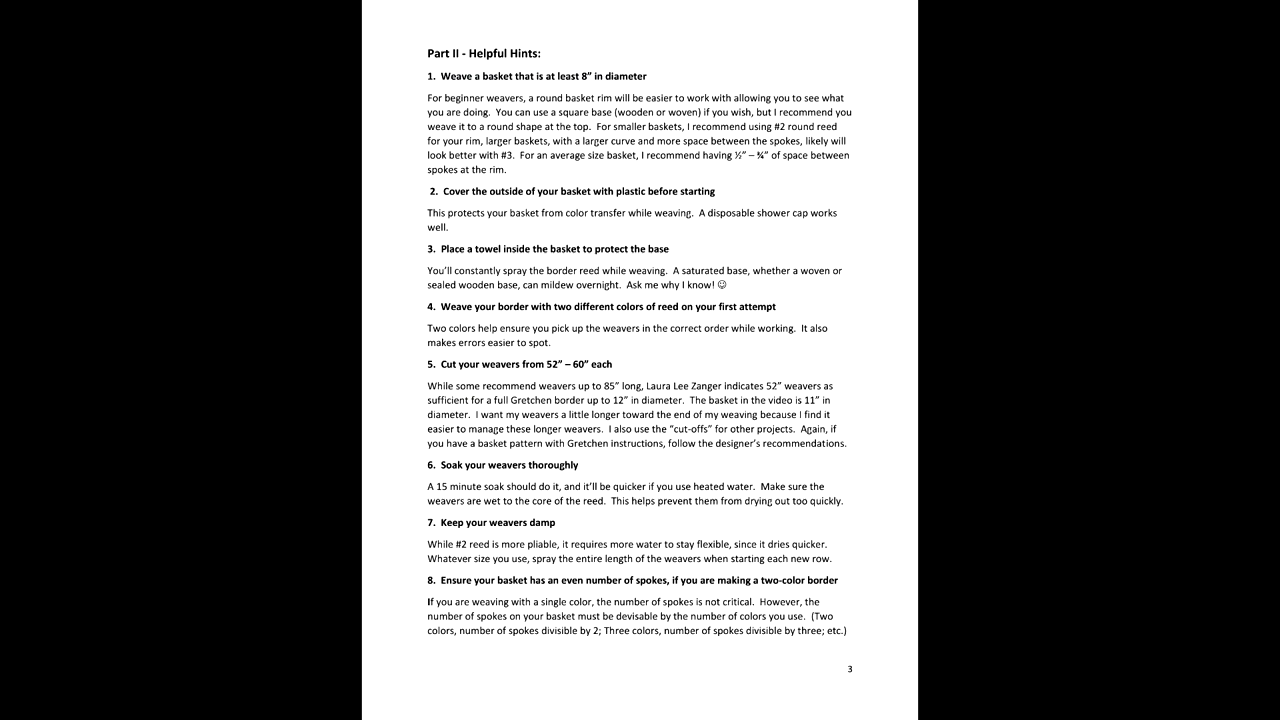 Part II - Helpful Hints:
1. Weave a basket that is at least 8” in diameter
For beginner weavers, a round basket rim will be easier to work with allowing you to see what
you are doing. You can use a square base (wooden or woven) if you wish, but I recommend you
weave it to a round shape at the top. For smaller baskets, I recommend using #2 round reed
for your rim, larger baskets, with a larger curve and more space between the spokes, likely will
look better with #3. For an average size basket, I recommend having ½” – ¾” of space between
spokes at the rim.
2. Cover the outside of your basket with plastic before starting
This protects your basket from color transfer while weaving. A disposable shower cap works
well.
3. Place a towel inside the basket to protect the base
You’ll constantly spray the border reed while weaving. A saturated base, whether a woven or
sealed wooden base, can mildew overnight. Ask me why I know! ☺
4. Weave your border with two different colors of reed on your first attempt
Two colors help ensure you pick up the weavers in the correct order while working. It also
makes errors easier to spot.
5. Cut your weavers from 52” – 60” each
While some recommend weavers up to 85” long, Laura Lee Zanger indicates 52” weavers as
sufficient for a full Gretchen border up to 12” in diameter. The basket in the video is 11” in
diameter. I want my weavers a little longer toward the end of my weaving because I find it
easier to manage these longer weavers. I also use the “cut-offs” for other projects. Again, if
you have a basket pattern with Gretchen instructions, follow the designer’s recommendations.
6. Soak your weavers thoroughly
A 15 minute soak should do it, and it’ll be quicker if you use heated water. Make sure the
weavers are wet to the core of the reed. This helps prevent them from drying out too quickly.
7. Keep your weavers damp
While #2 reed is more pliable, it requires more water to stay flexible, since it dries quicker.
Whatever size you use, spray the entire length of the weavers when starting each new row.
8. Ensure your basket has an even number of spokes, if you are making a two-color border
If you are weaving with a single color, the number of spokes is not critical. However, the
number of spokes on your basket must be devisable by the number of colors you use. (Two
colors, number of spokes divisible by 2; Three colors, number of spokes divisible by three; etc.)
3